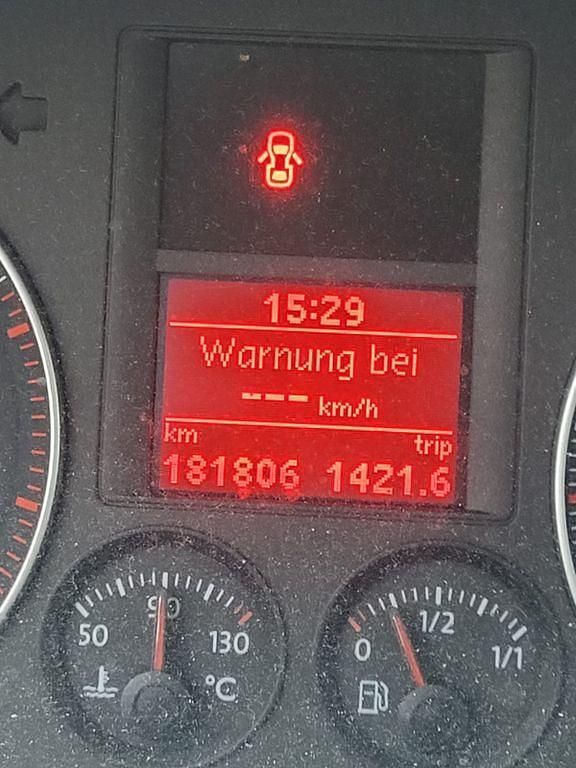 15:29
Warnung bei
--- km/h
km trip
181806 1421.6
50 90 130
°C
0 1/2 1/1